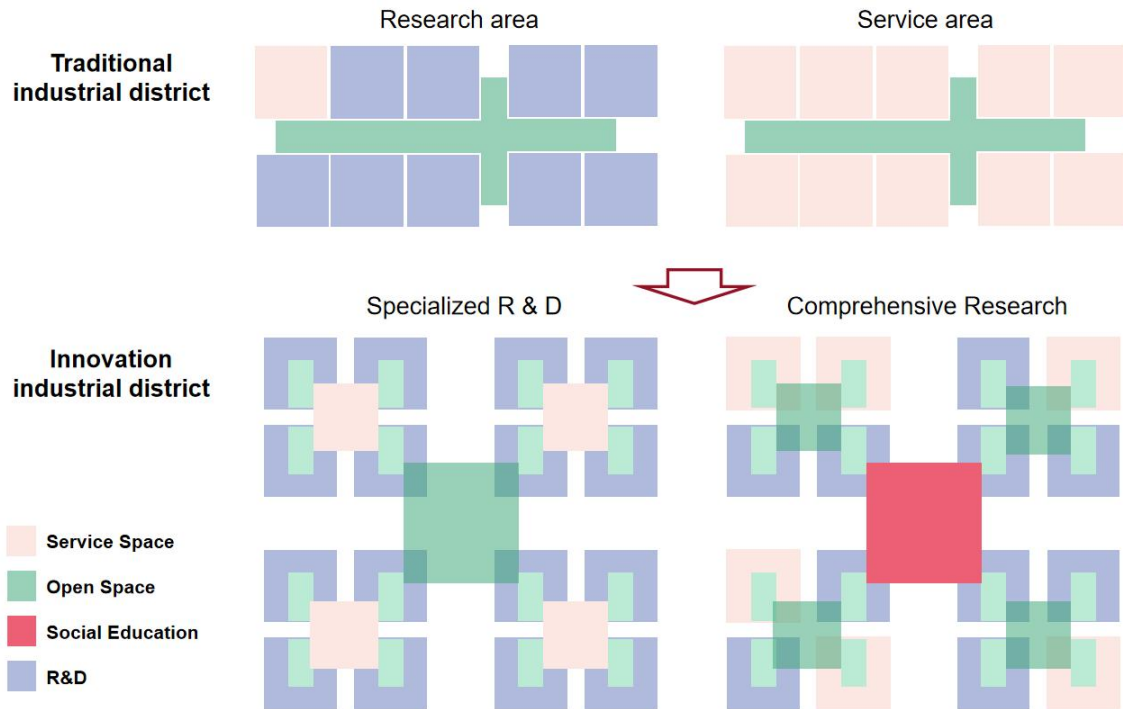 Research area
Service area
Traditional
industrial district
Specialized R & D
Comprehensive Research
Innovation
industrial district
Service Space
Open Space
Social Education
R&D